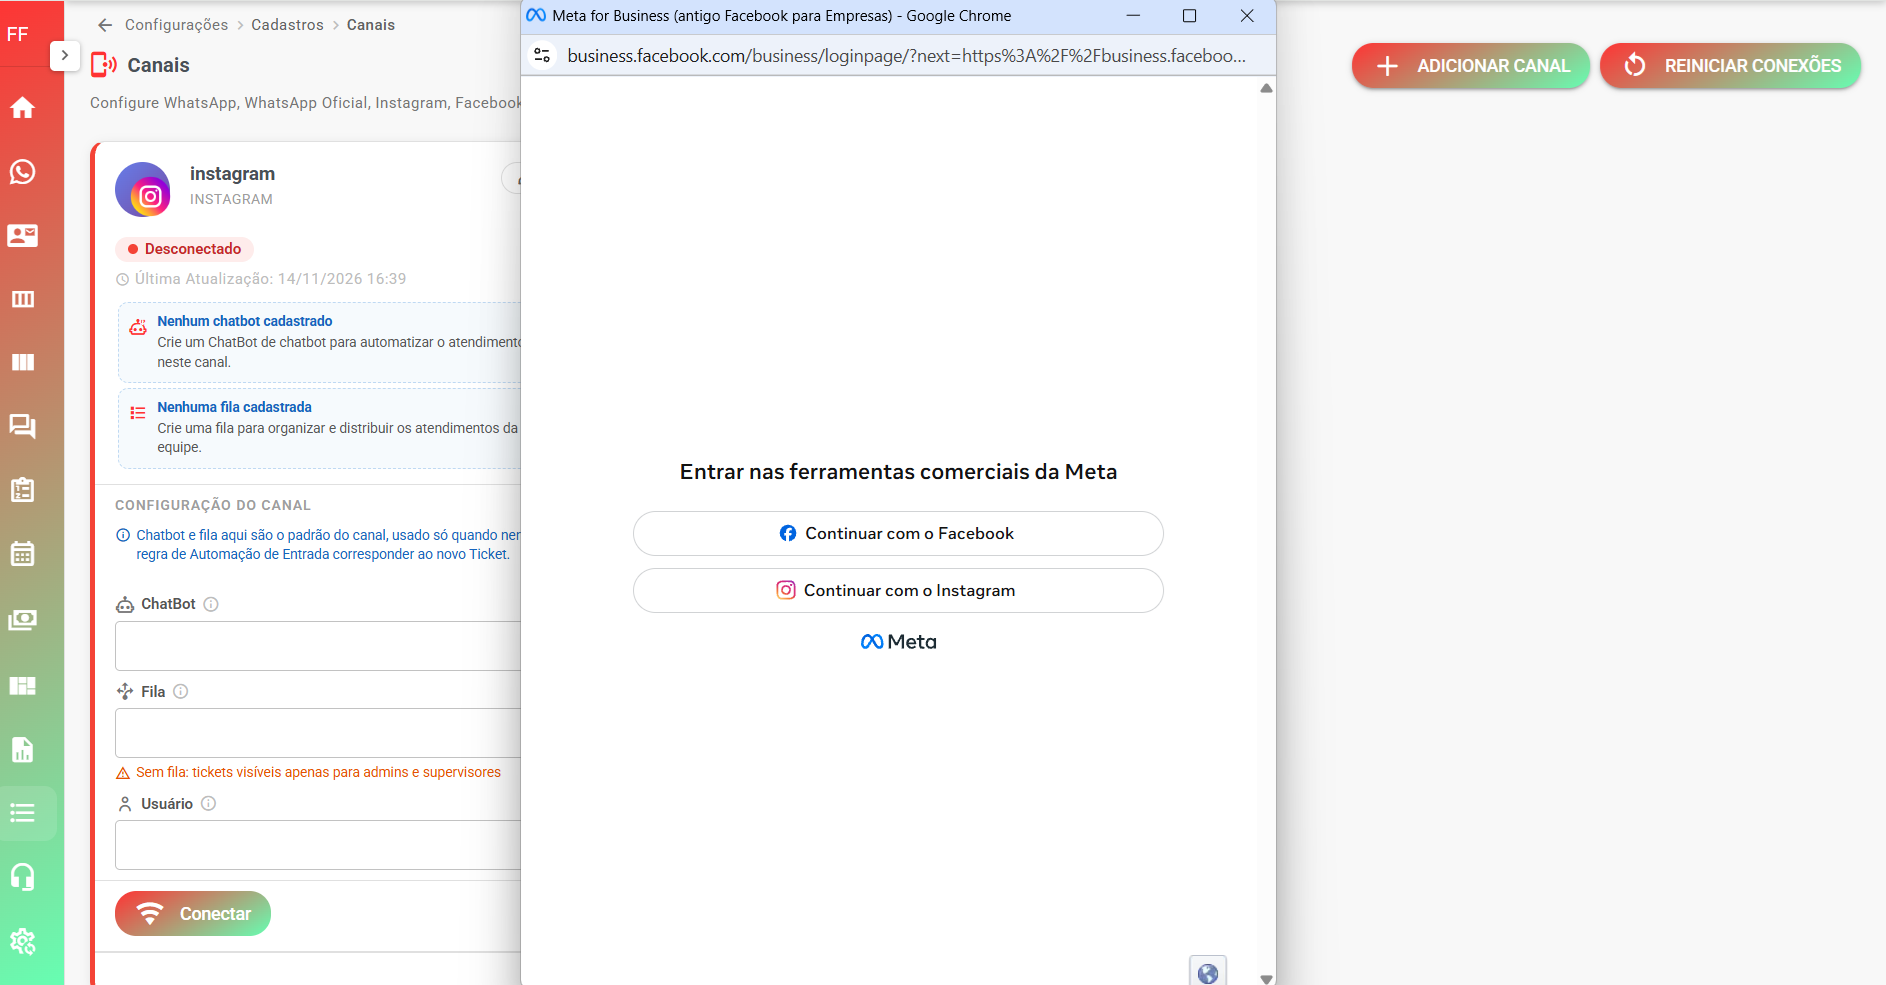 FF
Configurações > Cadastros > Canais
Canais
Configure WhatsApp, WhatsApp Oficial, Instagram, Facebook
instagram
INSTAGRAM
Desconectado
Última Atualização: 14/11/2026 16:39
Nenhum chatbot cadastrado
Crie um ChatBot de chatbot para automatizar o atendimento
neste canal.
Nenhuma fila cadastrada
Crie uma fila para organizar e distribuir os atendimentos da
equipe.
CONFIGURAÇÃO DO CANAL
Chatbot e fila aqui são o padrão do canal, usado só quando
regra de Automação de Entrada corresponder ao novo Ticket.
ChatBot
Fila
Sem fila: tickets visíveis apenas para admins e supervisores
Usuário
Conectar
Meta for Business (antigo Facebook para Empresas) - Google Chrome
business.facebook.com/business/loginpage/?next=https%3A%2F%2Fbusiness.faceboo...
Entrar nas ferramentas comerciais da Meta
Continuar com o Facebook
Continuar com o Instagram
Meta
ADICIONAR CANAL
REINICIAR CONEXÕES